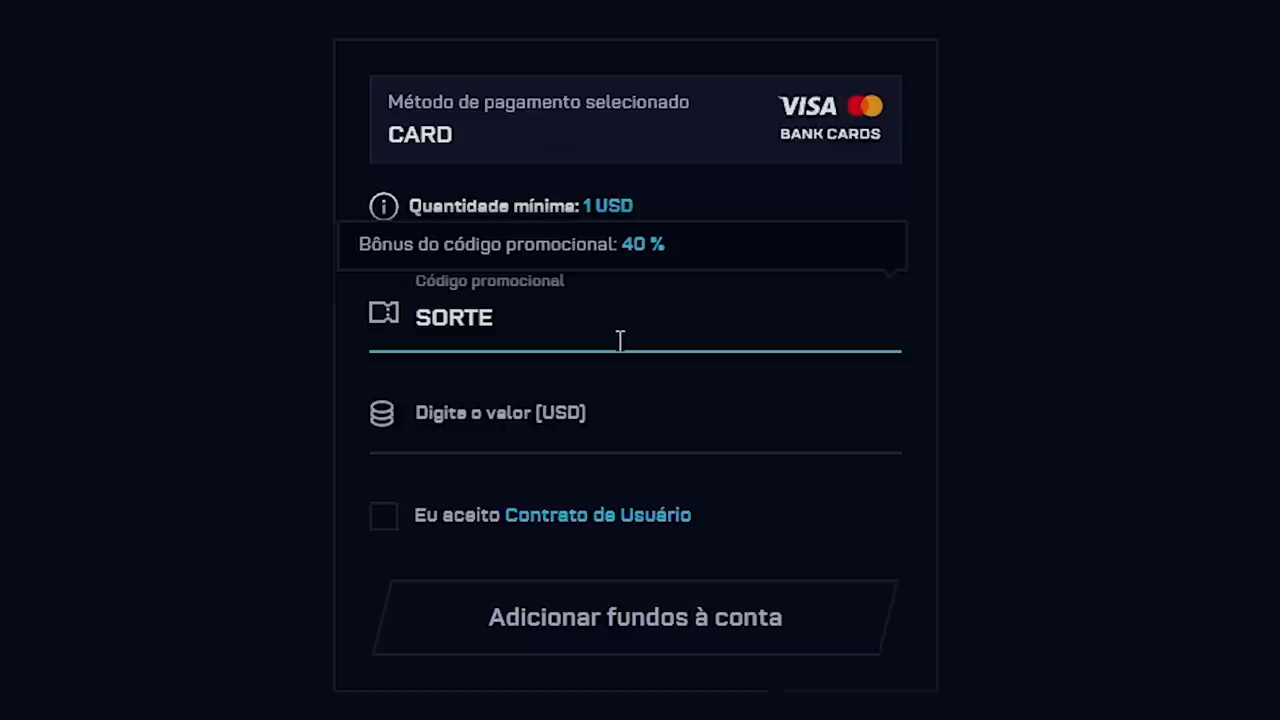 Método de pagamento selecionado
CARD
VISA
BANK CARDS
Quantidade mínima: 1 USD
Bônus do código promocional: 40 %
Código promocional
SORTE
Digite o valor (USD)
Eu aceito Contrato de Usuário
Adicionar fundos à conta